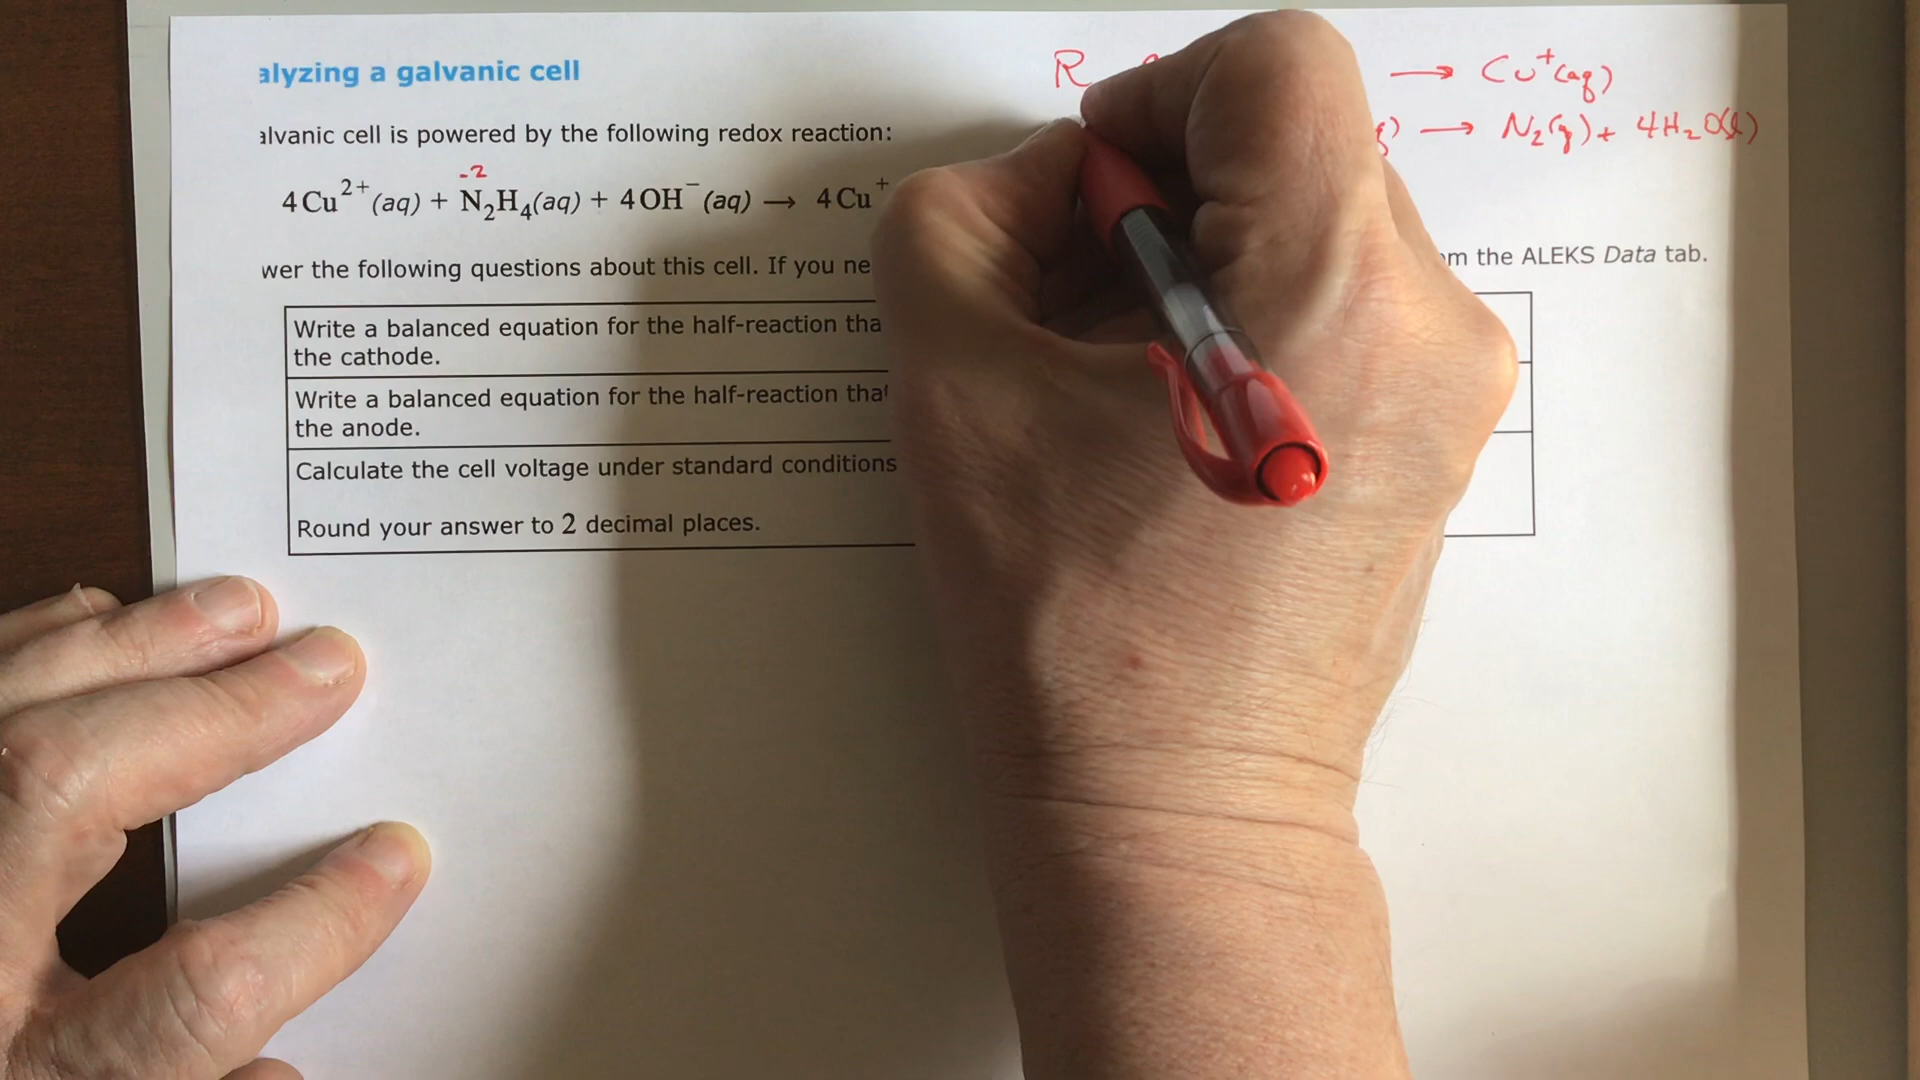 alyzing a galvanic cell
R → Cu⁺(aq)
alvanic cell is powered by the following redox reaction:
→ N₂(g) + 4H₂O(l)
-2
4 Cu²⁺(aq) + N₂H₄(aq) + 4 OH⁻(aq) → 4 Cu⁺
wer the following questions about this cell. If you ne
m the ALEKS Data tab.
Write a balanced equation for the half-reaction tha
the cathode.
Write a balanced equation for the half-reaction that
the anode.
Calculate the cell voltage under standard conditions
Round your answer to 2 decimal places.